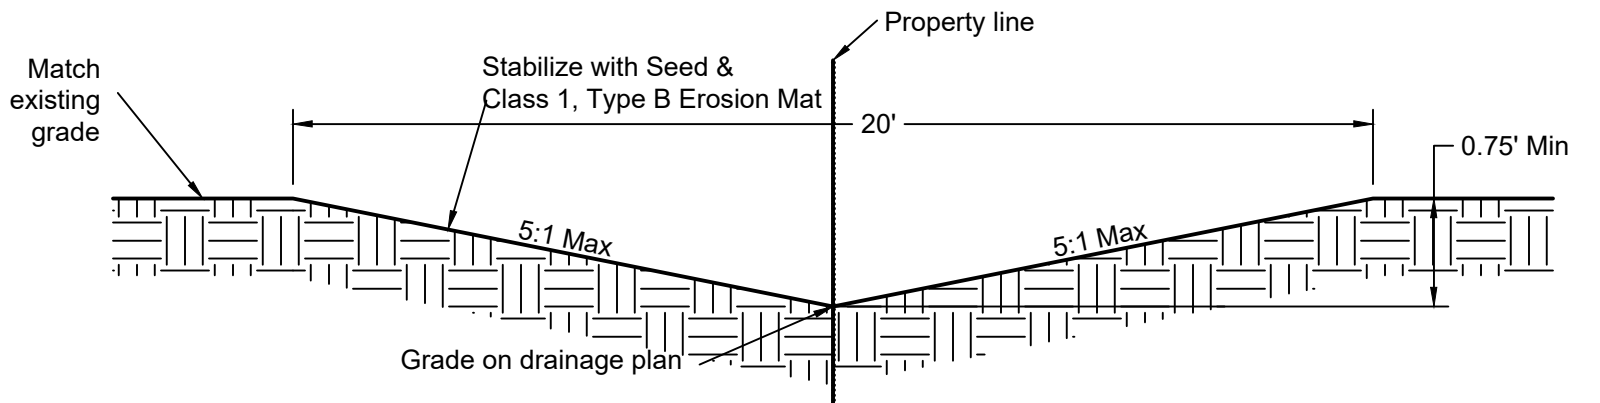 Property line
Match
existing
grade
Stabilize with Seed &
Class 1, Type B Erosion Mat
20'
0.75' Min
5:1 Max
5:1 Max
Grade on drainage plan